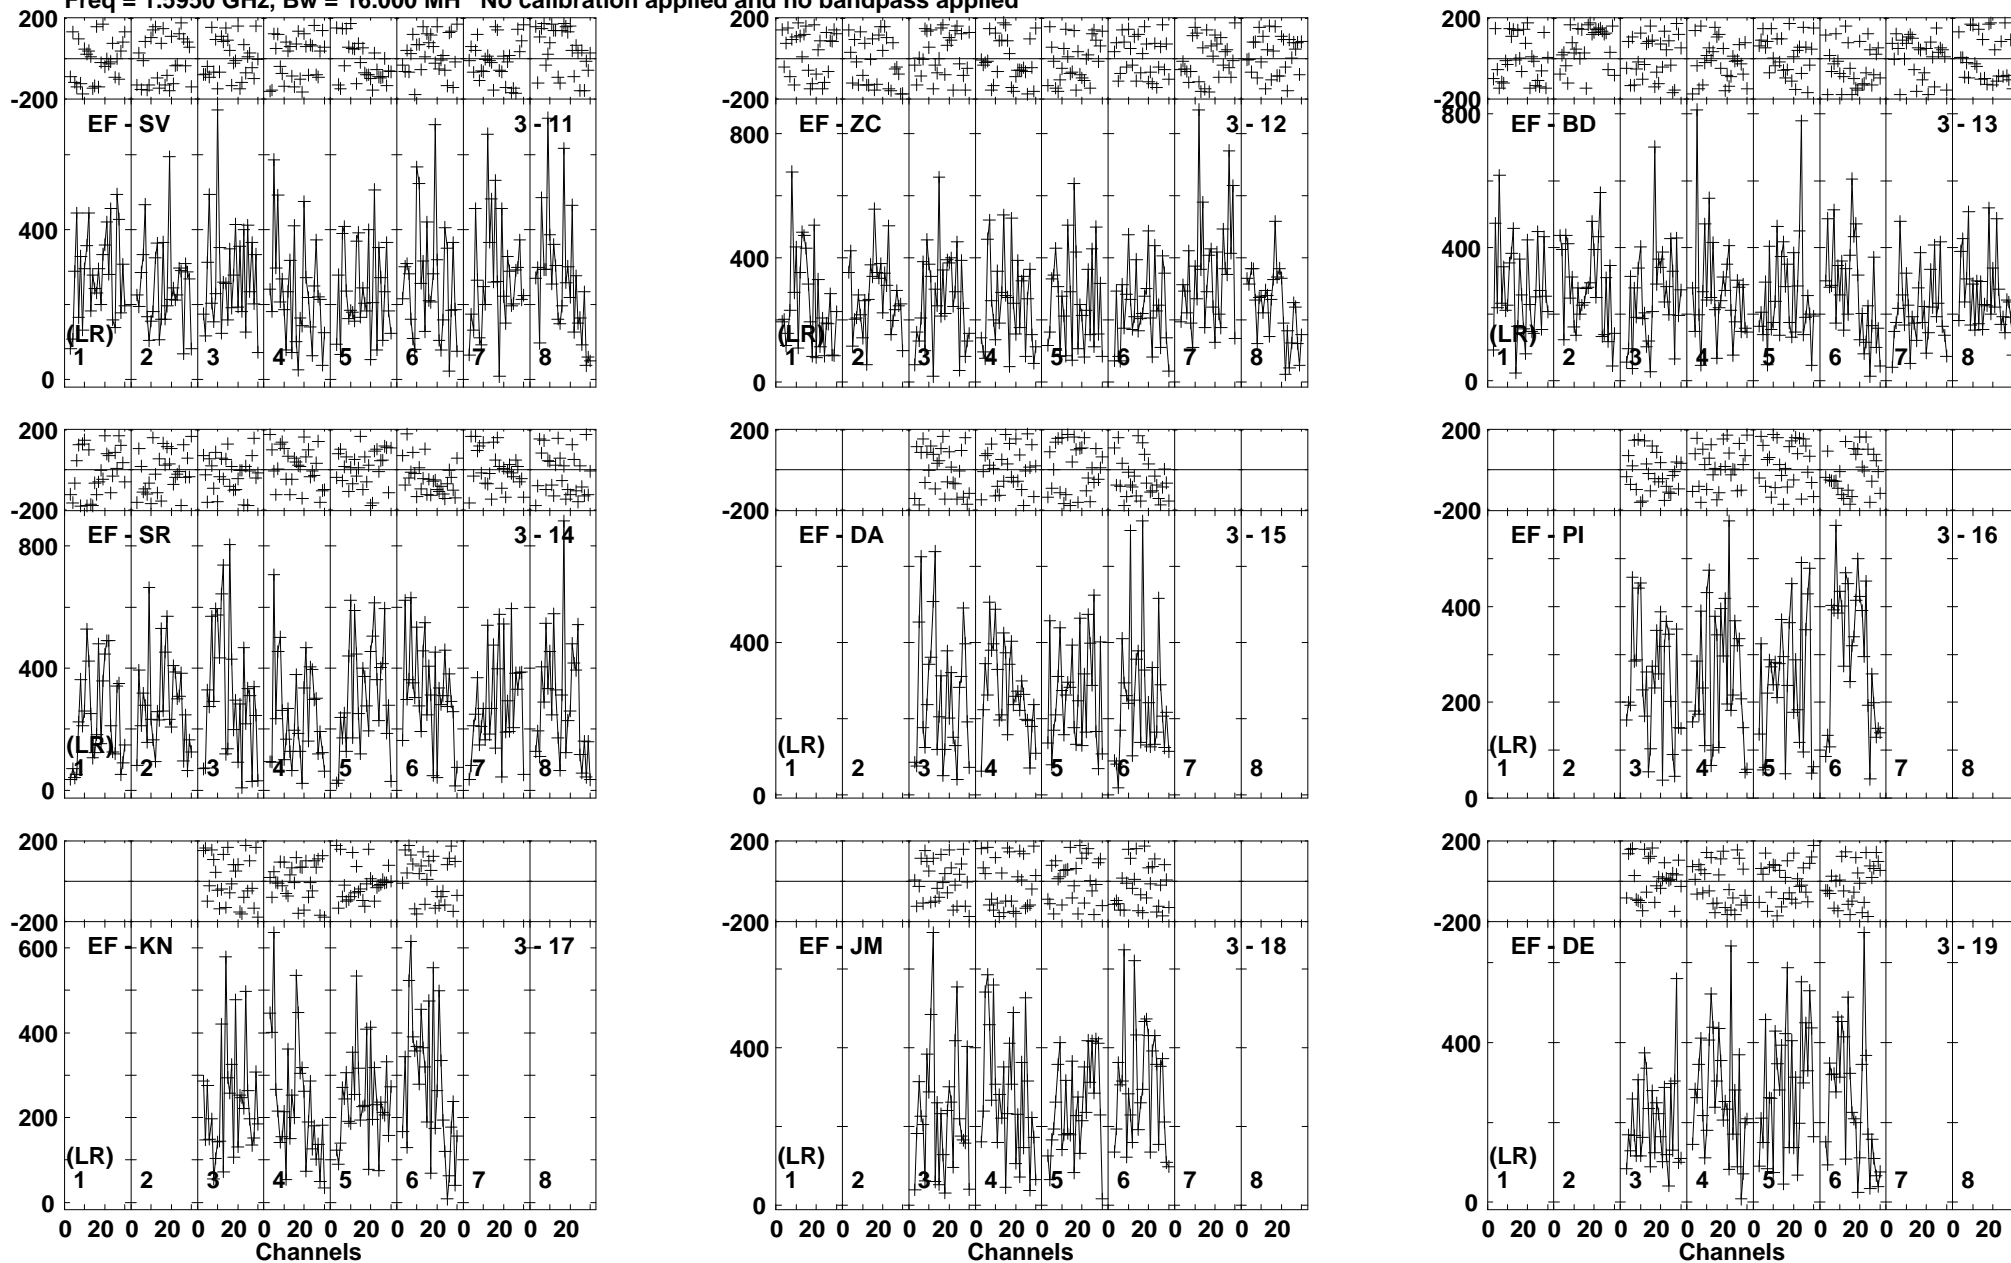 Freq = 1.5950 GHz, Bw = 16.000 MH No calibration applied and no bandpass applied
200 200 200
-200 -200 -200
EF - SV 3 - 11 EF - ZC 3 - 12 EF - BD 3 - 13
800 800
400 400 400
(LR) (LR) (LR)
1 2 3 4 5 6 7 8 1 2 3 4 5 6 7 8 1 2 3 4 5 6 7 8
0 0 0
200 200 200
-200 -200 -200
EF - SR 3 - 14 EF - DA 3 - 15 EF - PI 3 - 16
800
400 400 400
200
(LR) (LR) (LR)
1 2 3 4 5 6 7 8 1 2 3 4 5 6 7 8 1 2 3 4 5 6 7 8
0 0 0
200 200 200
-200 -200 -200
EF - KN 3 - 17 EF - JM 3 - 18 EF - DE 3 - 19
600
400 400 400
200
(LR) (LR) (LR)
1 2 3 4 5 6 7 8 1 2 3 4 5 6 7 8 1 2 3 4 5 6 7 8
0 0 0
0 20 0 20 0 20 0 20 0 20 0 20 0 20 0 20 0 20 0 20 0 20 0 20 0 20 0 20 0 20 0 20 0 20 0 20 0 20 0 20 0 20 0 20 0 20 0 20
Channels Channels Channels